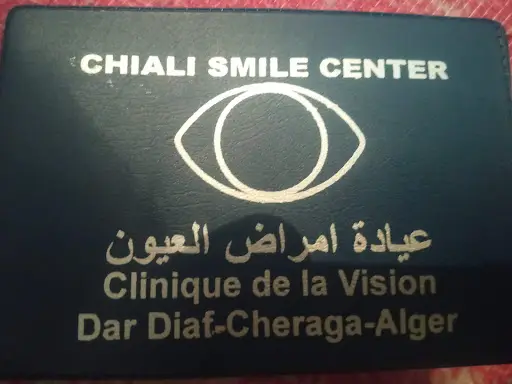 CHIALI SMILE CENTER
عيادة امراض العيون
Clinique de la Vision
Dar Diaf-Cheraga-Alger